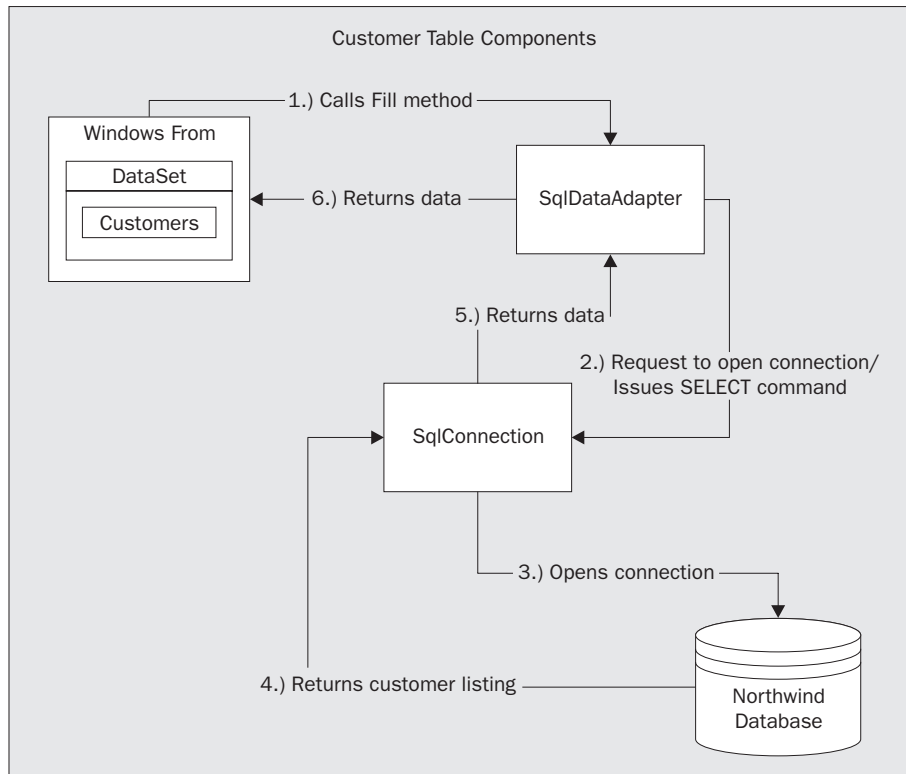 Customer Table Components
1.) Calls Fill method
Windows From
DataSet
Customers
6.) Returns data
SqlDataAdapter
5.) Returns data
2.) Request to open connection/
Issues SELECT command
SqlConnection
3.) Opens connection
4.) Returns customer listing
Northwind
Database